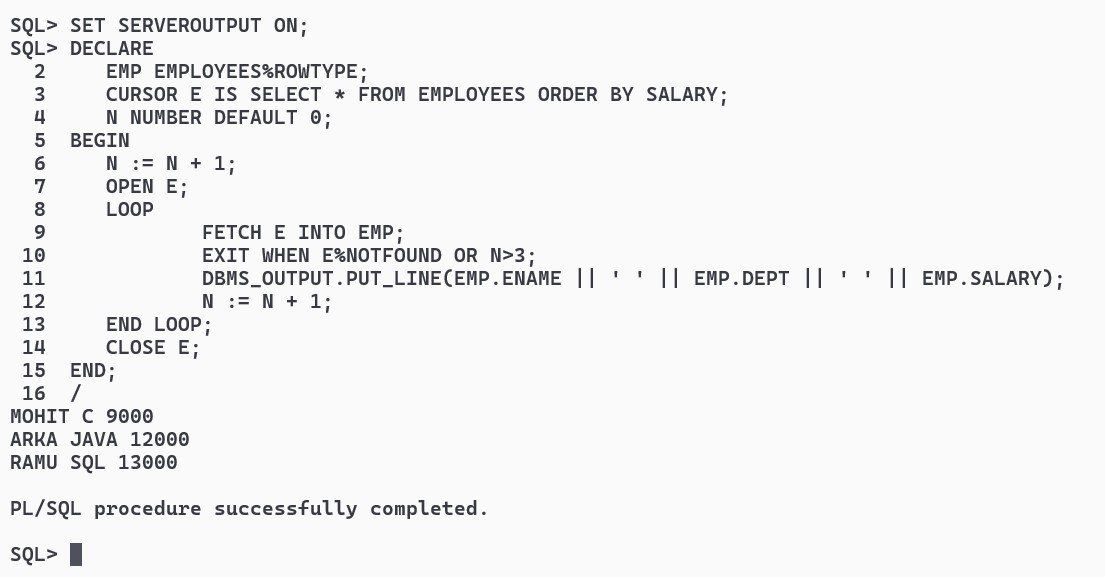 SQL> SET SERVEROUTPUT ON;
SQL> DECLARE
  2     EMP EMPLOYEES%ROWTYPE;
  3     CURSOR E IS SELECT * FROM EMPLOYEES ORDER BY SALARY;
  4     N NUMBER DEFAULT 0;
  5  BEGIN
  6     N := N + 1;
  7     OPEN E;
  8     LOOP
  9             FETCH E INTO EMP;
 10             EXIT WHEN E%NOTFOUND OR N>3;
 11             DBMS_OUTPUT.PUT_LINE(EMP.ENAME || ' ' || EMP.DEPT || ' ' || EMP.SALARY);
 12             N := N + 1;
 13     END LOOP;
 14     CLOSE E;
 15  END;
 16  /
MOHIT C 9000
ARKA JAVA 12000
RAMU SQL 13000

PL/SQL procedure successfully completed.

SQL>